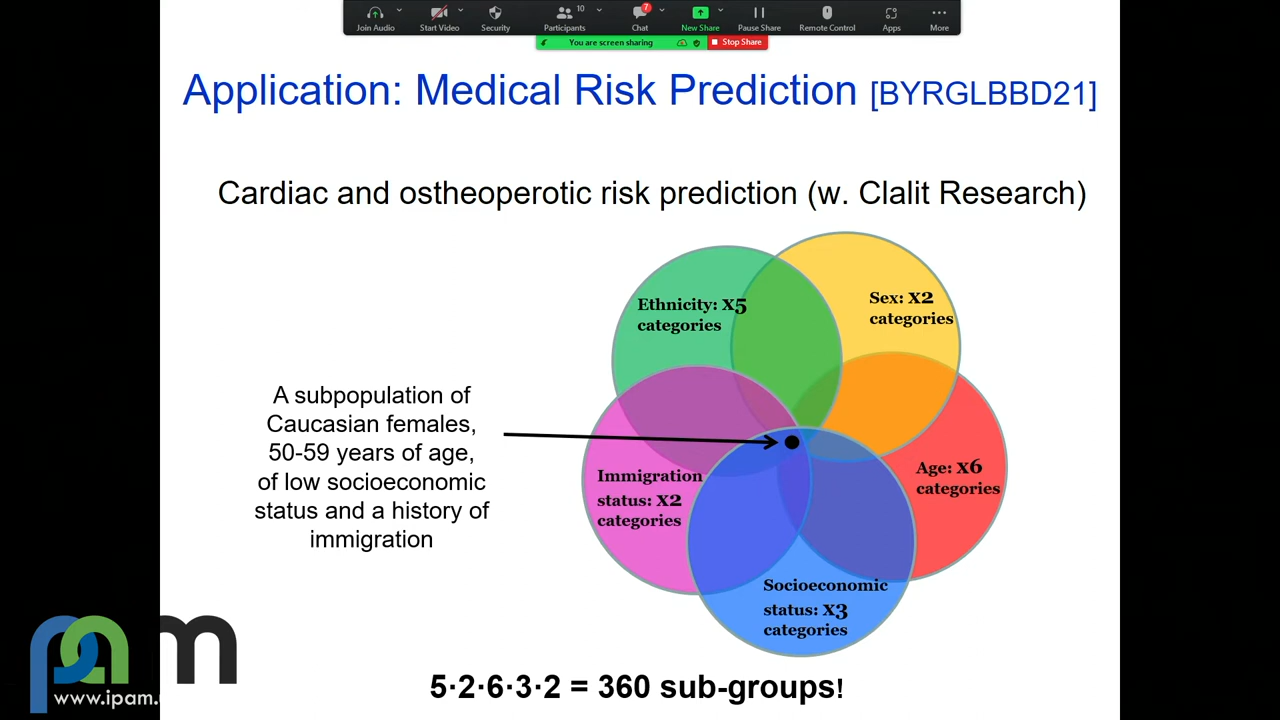 Join Audio
Start Video
Security
Participants
10
Chat
7
New Share
Pause Share
Remote Control
Apps
More
You are screen sharing
Stop Share
Application: Medical Risk Prediction [BYRGLBBD21]
Cardiac and ostheoperotic risk prediction (w. Clalit Research)
Ethnicity: x5
categories
Sex: x2
categories
A subpopulation of
Caucasian females,
50-59 years of age,
of low socioeconomic
status and a history of
immigration
Immigration
status: x2
categories
Age: x6
categories
Socioeconomic
status: x3
categories
5·2·6·3·2 = 360 sub-groups!
pam
www.ipam.